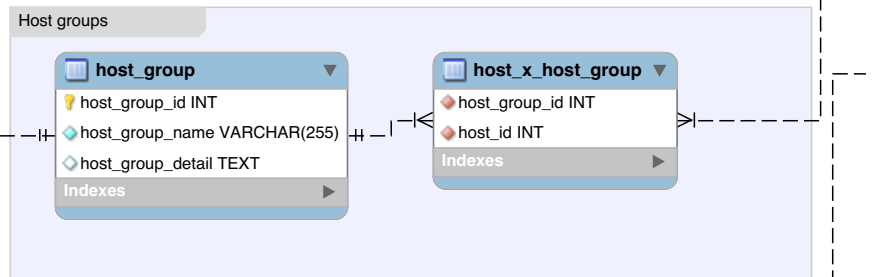 Host groups
host_group
host_group_id INT
host_group_name VARCHAR(255)
host_group_detail TEXT
Indexes
host_x_host_group
host_group_id INT
host_id INT
Indexes